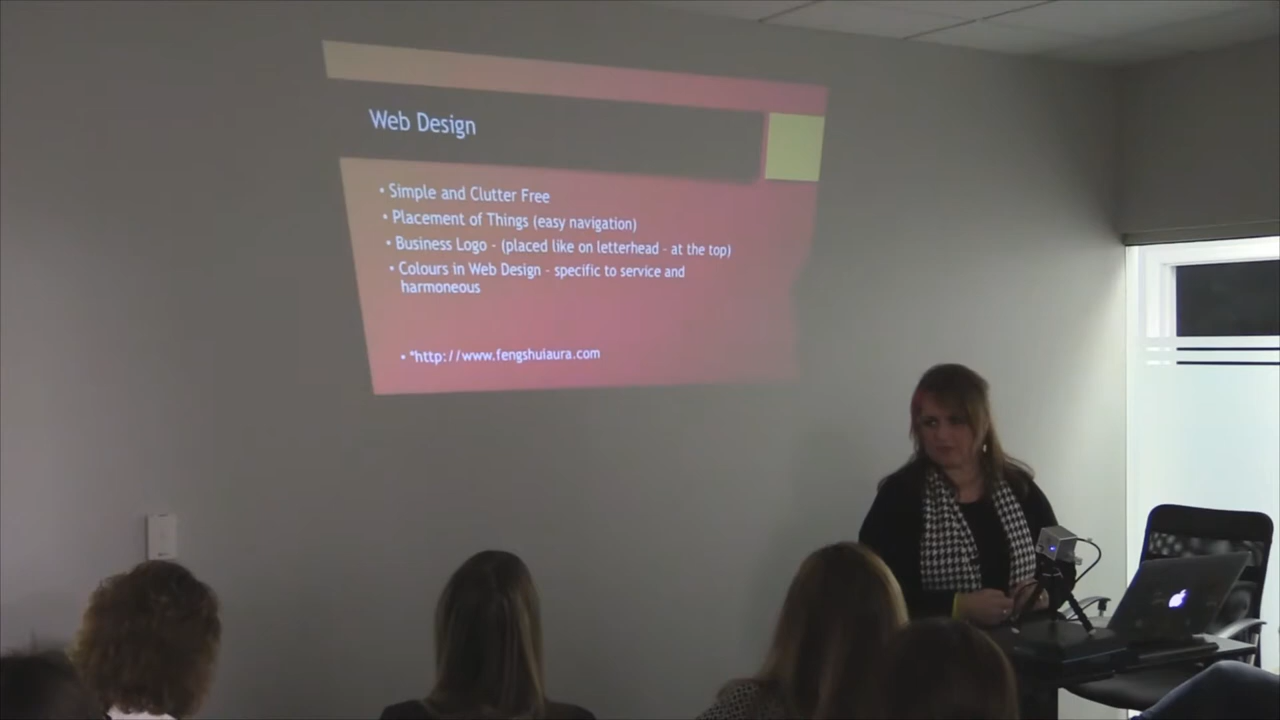 Web Design
• Simple and Clutter Free
• Placement of Things (easy navigation)
• Business Logo - (placed like on letterhead - at the top)
• Colours in Web Design - specific to service and
harmoneous
• *http://www.fengshuiaura.com